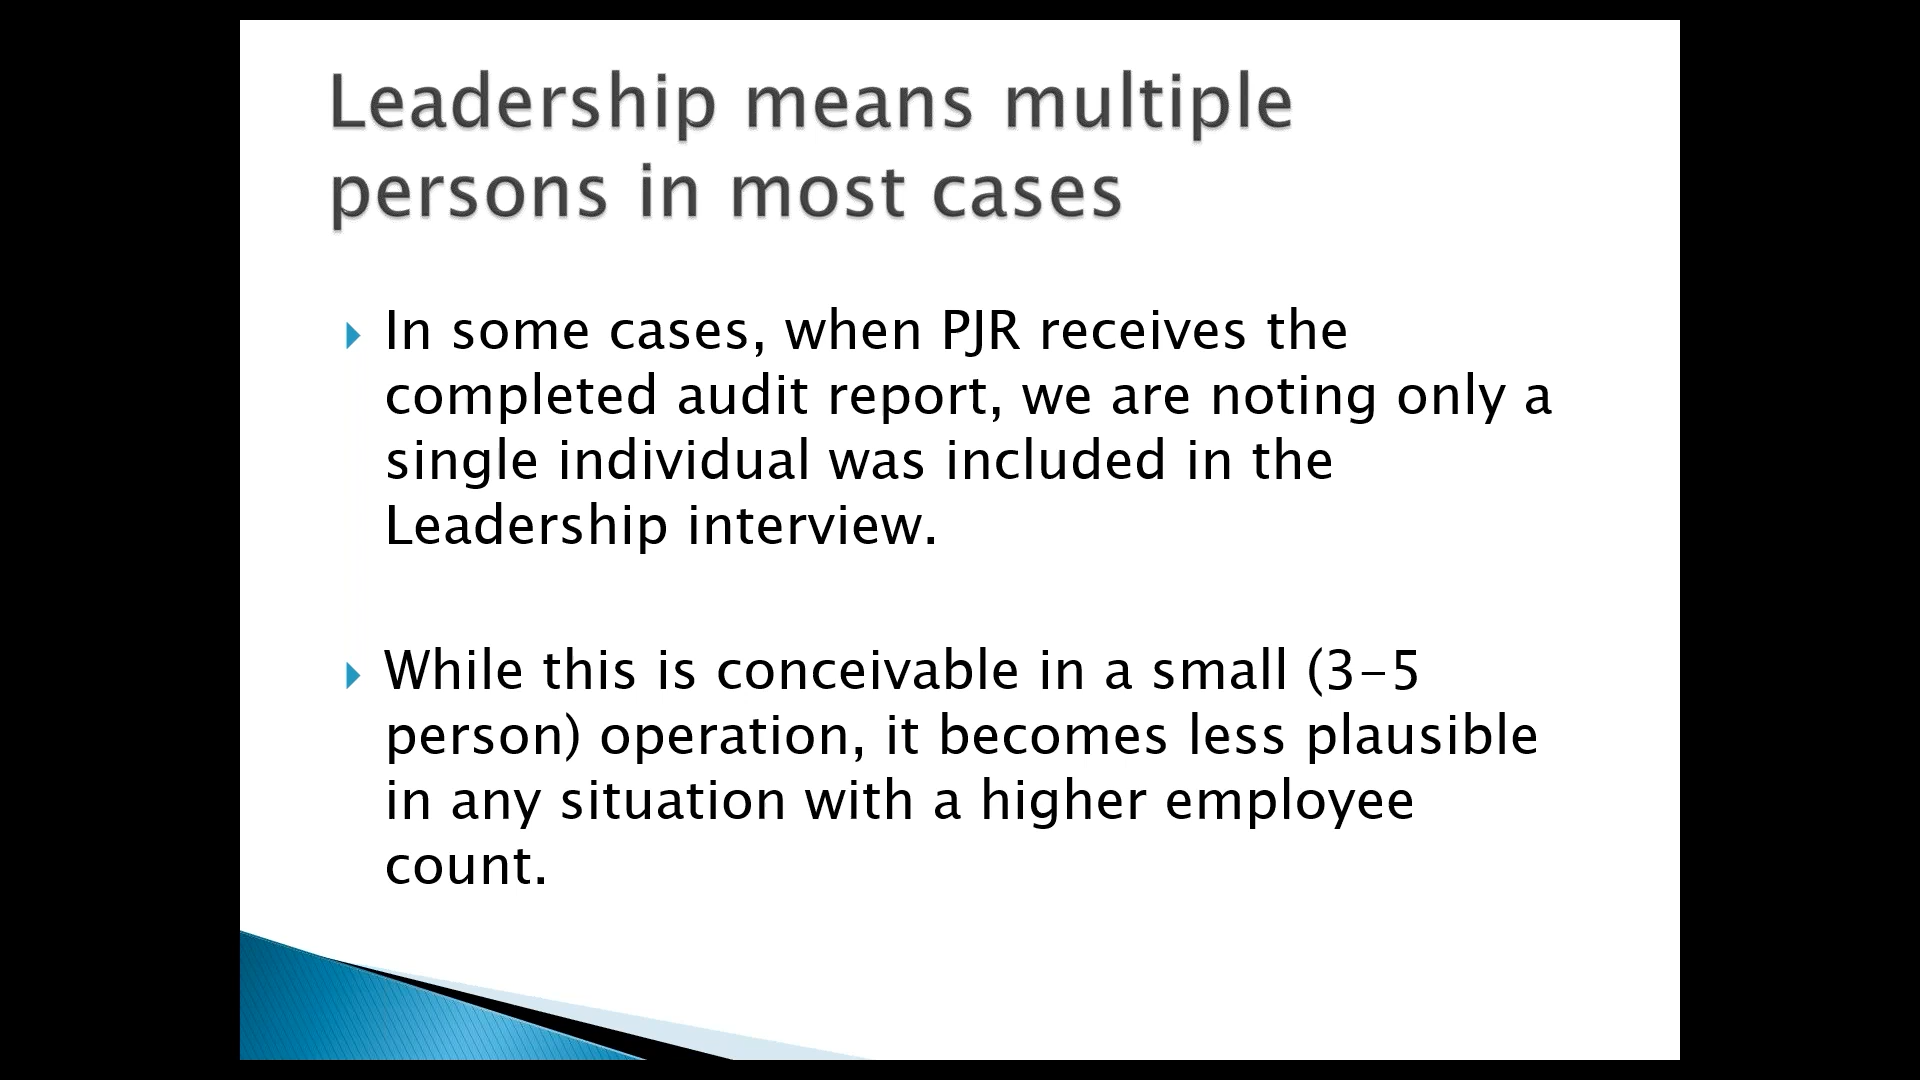 Leadership means multiple
persons in most cases
In some cases, when PJR receives the
completed audit report, we are noting only a
single individual was included in the
Leadership interview.
While this is conceivable in a small (3-5
person) operation, it becomes less plausible
in any situation with a higher employee
count.